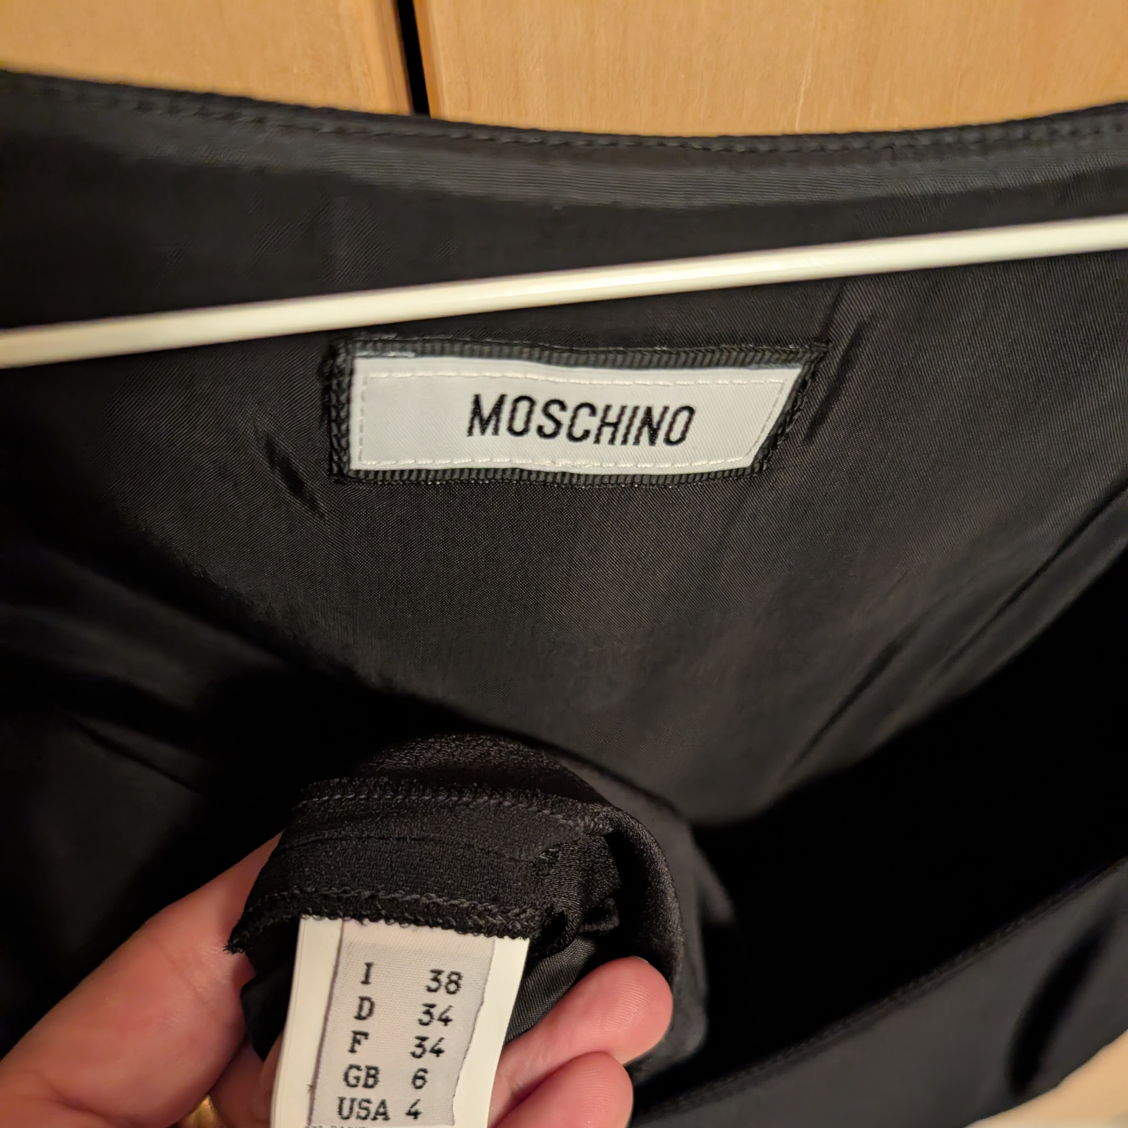 MOSCHINO
I 38
D 34
F 34
GB 6
USA 4